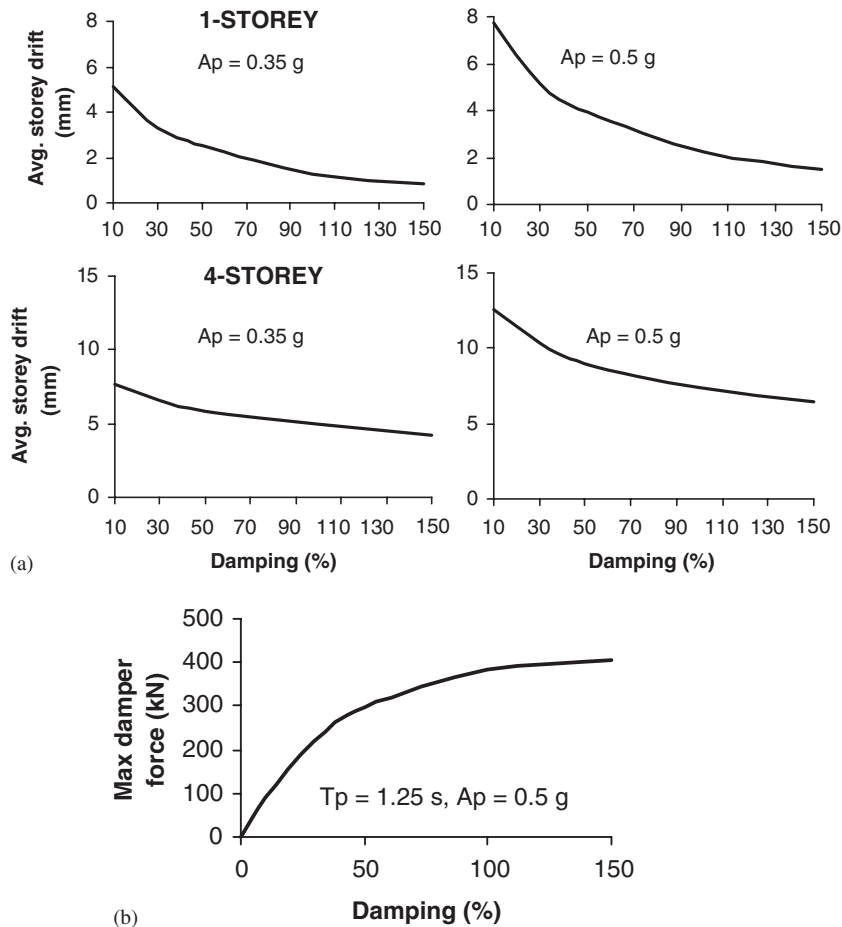 1-STOREY
Ap = 0.35 g
Avg. storey drift
(mm)
8
6
4
2
0
10 30 50 70 90 110 130 150
Ap = 0.5 g
8
6
4
2
0
10 30 50 70 90 110 130 150
4-STOREY
Ap = 0.35 g
Avg. storey drift
(mm)
15
10
5
0
10 30 50 70 90 110 130 150
Damping (%)
Ap = 0.5 g
15
10
5
0
10 30 50 70 90 110 130 150
Damping (%)
(a)
Max damper
force (kN)
500
400
300
200
100
0
Tp = 1.25 s, Ap = 0.5 g
0 50 100 150
Damping (%)
(b)